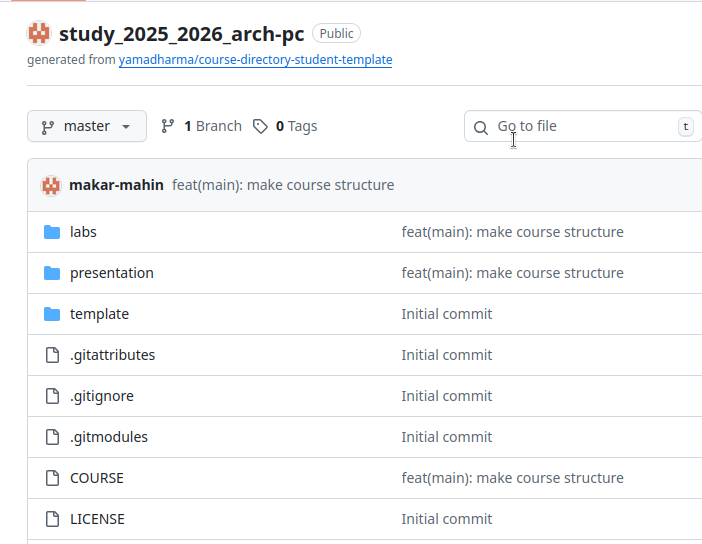 study_2025_2026_arch-pc Public
generated from yamadharma/course-directory-student-template
master 1 Branch 0 Tags Go to file t
makar-mahin feat(main): make course structure
labs feat(main): make course structure
presentation feat(main): make course structure
template Initial commit
.gitattributes Initial commit
.gitignore Initial commit
.gitmodules Initial commit
COURSE feat(main): make course structure
LICENSE Initial commit